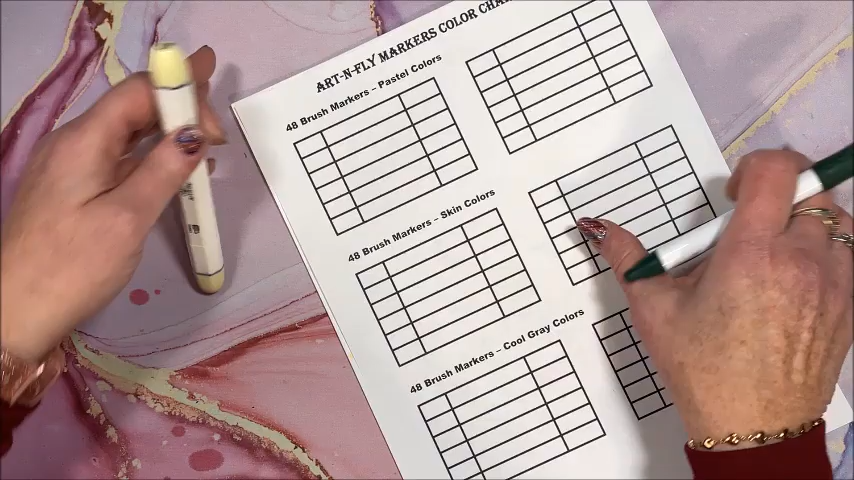 ART-N-FLY MARKERS COLOR
48 Brush Markers – Pastel Colors
48 Brush Markers – Skin Colors
48 Brush Markers – Cool Gray Colors